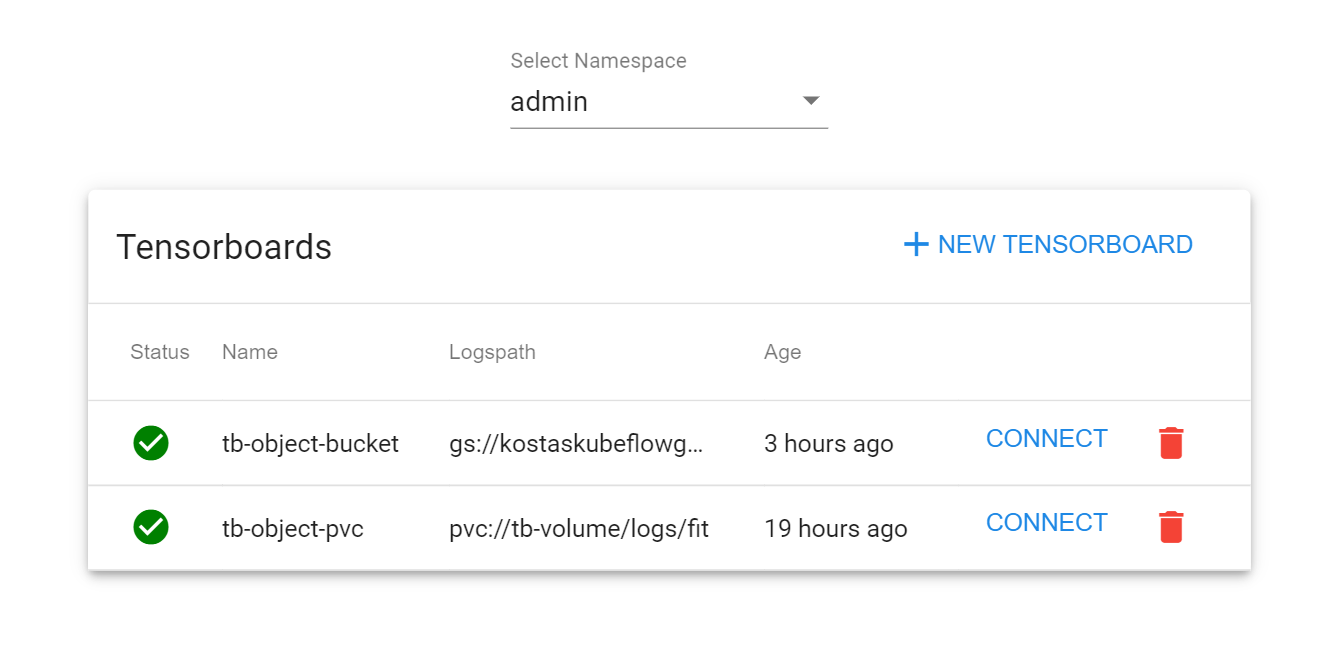 Select Namespace
admin
Tensorboards
NEW TENSORBOARD
Status Name Logspath Age
tb-object-bucket gs://kostaskubeflowg... 3 hours ago CONNECT
tb-object-pvc pvc://tb-volume/logs/fit 19 hours ago CONNECT